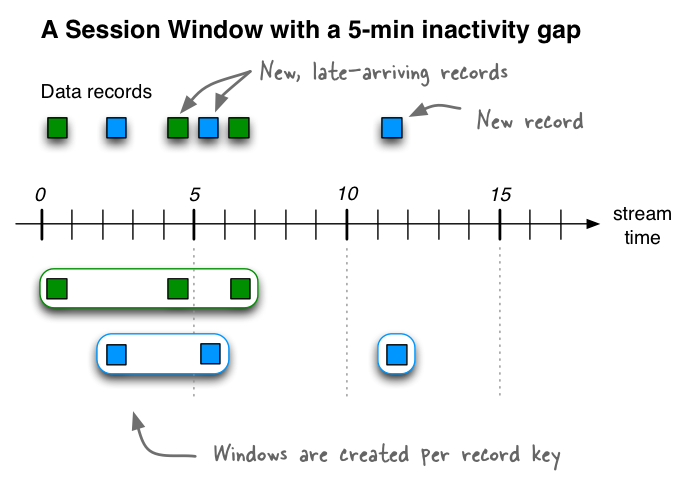 A Session Window with a 5-min inactivity gap
New, late-arriving records
Data records
New record
0 5 10 15
stream
time
Windows are created per record key